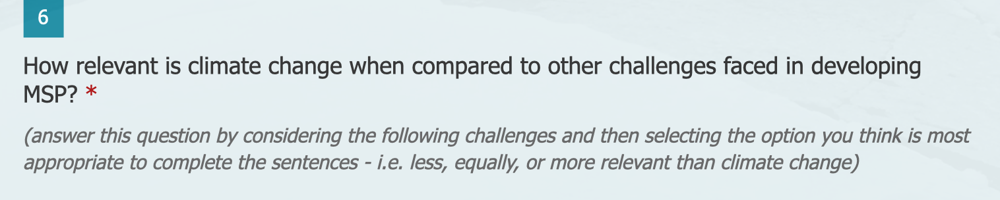 6
How relevant is climate change when compared to other challenges faced in developing
MSP? *
(answer this question by considering the following challenges and then selecting the option you think is most
appropriate to complete the sentences - i.e. less, equally, or more relevant than climate change)